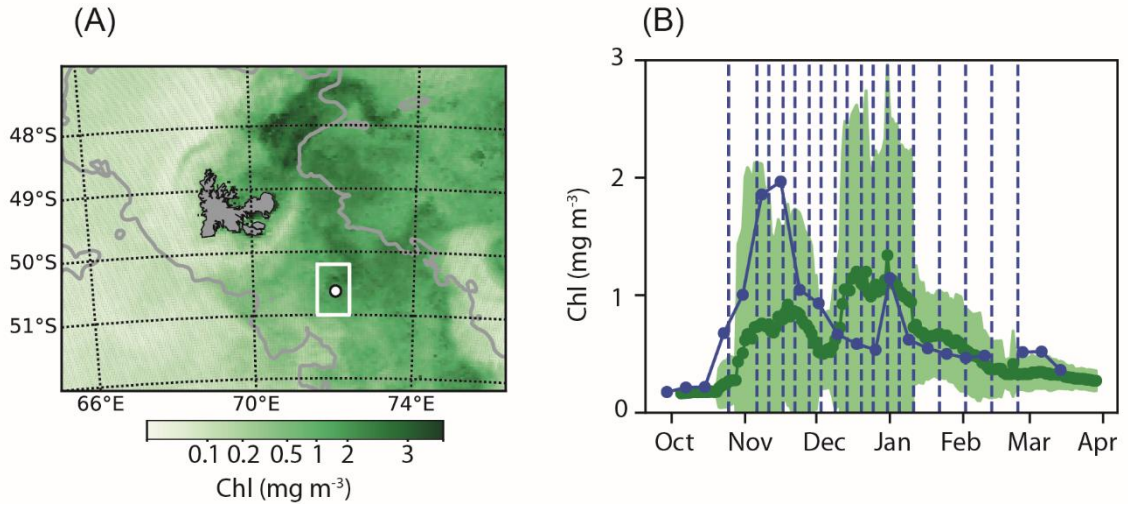 (A)
48°S
49°S
50°S
51°S
66°E 70°E 74°E
0.1 0.2 0.5 1 2 3
Chl (mg m⁻³)
(B)
3
2
1
0
Chl (mg m⁻³)
Oct Nov Dec Jan Feb Mar Apr